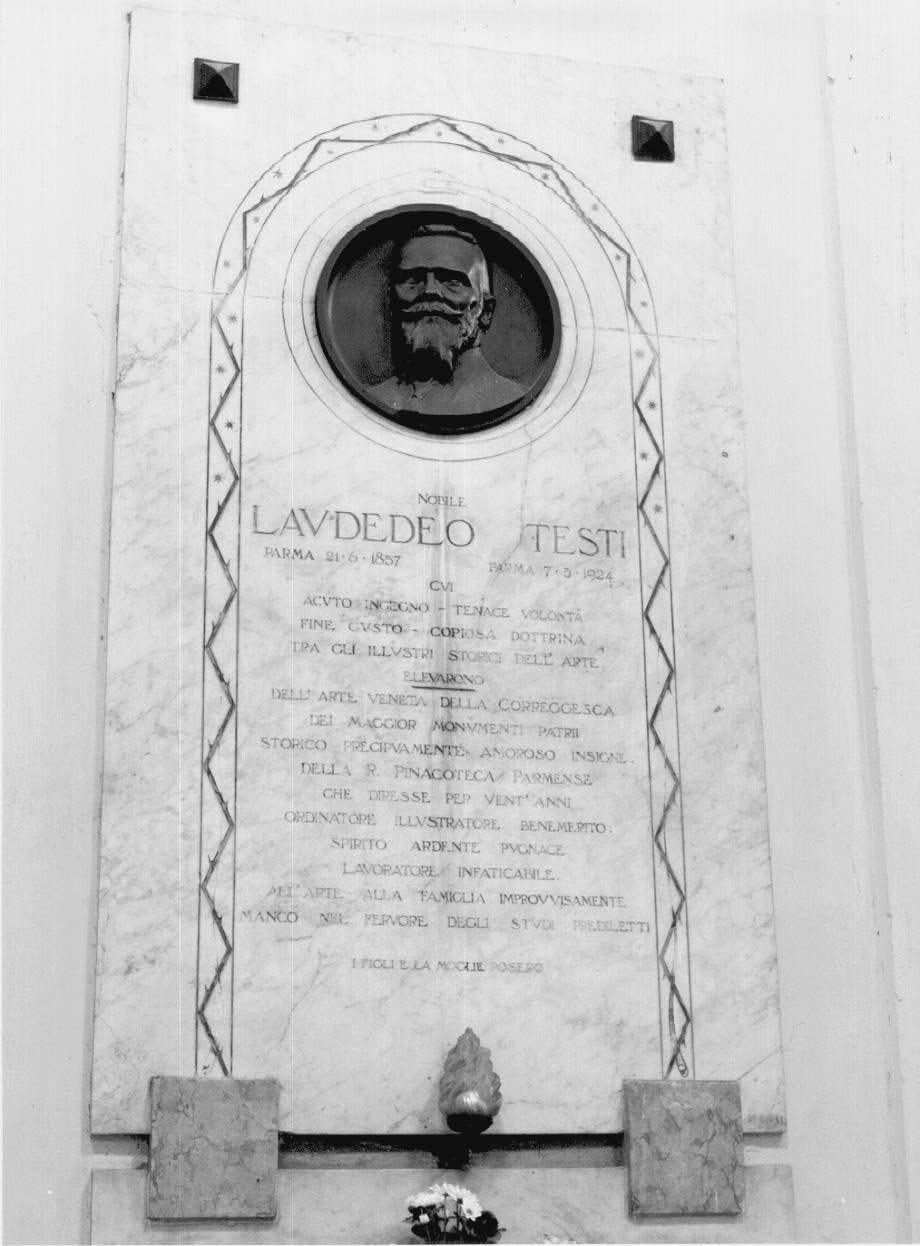 NOBILE
LAVDEDEO TESTI
PARMA 21·6·1857 PARMA 7·5·1924
CVI
ACVTO INGEGNO - TENACE VOLONTÀ
FINE GVSTO - COPIOSA DOTTRINA
TRA GLI ILLVSTRI STORICI DELL' ARTE
ELEVARONO
DELL' ARTE VENETA DELLA CORREGGESCA
DEI MAGGIOR MONVMENTI PATRII
STORICO PRECIPVAMENTE AMOROSO INSIGNE.
DELLA R. PINACOTECA PARMENSE
CHE DIRESSE PER VENT' ANNI
ORDINATORE ILLVSTRATORE BENEMERITO.
SPIRITO ARDENTE PVGNACE
LAVORATORE INFATICABILE.
ALL' ARTE ALLA FAMIGLIA IMPROVVISAMENTE
MANCO NEL FERVORE DEGLI STVDI PREDILETTI
I FIGLI E LA MOGLIE POSERO